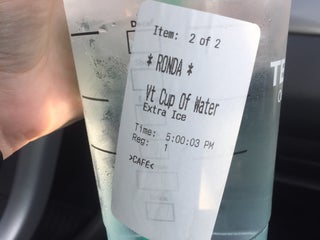 Item: 2 of 2
* RONDA *
Vt Cup Of Water
Extra Ice
Time: 5:00:03 PM
Reg: 1
>CAFE<